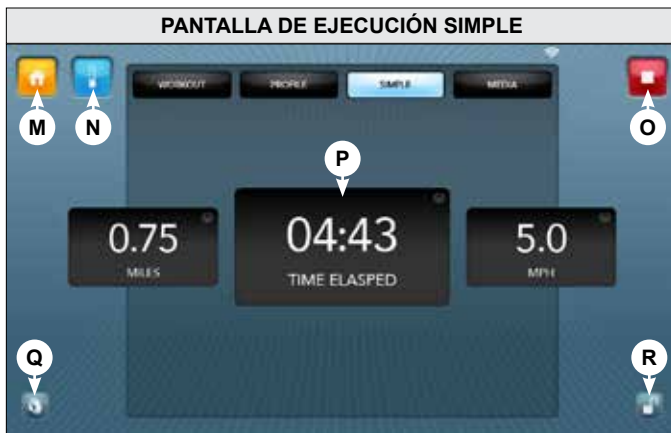 PANTALLA DE EJECUCIÓN SIMPLE
WORKOUT PROFILE SIMPLE MEDIA
M N O
P
0.75 04:43 5.0
MILES TIME ELASPED MPH
Q R